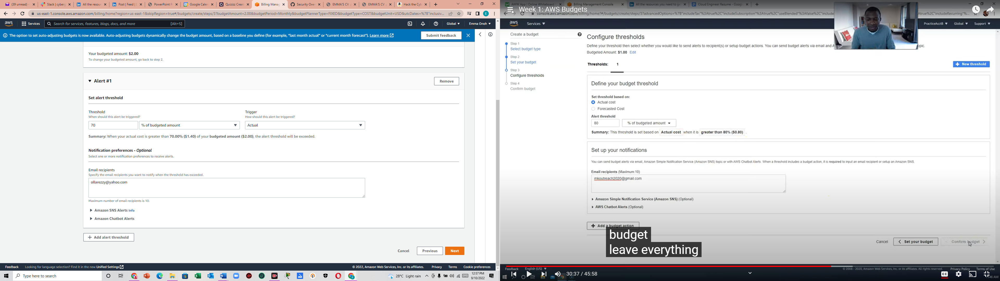 (39 unread) -
Slack | cyberg
All the resour
Post | Feed | L
PowerPoint P
Google Calen
Quizizz Creat
Billing Manag
Security Over
EMMA'S CV
EMMA'S CV
Hack the Cyb
us-east-1.console.aws.amazon.com/billing/home?region=us-east-1&skipRegion=true#/budgets/create/steps/3?budgetAmount=2.00&budgetPeriod=Monthly&budgetPlannerType=FIXED&budgetType=COST&budgetUnit=USD&utcDates=%7B"inclusiv...
aws
Services
Search for services, features, blogs, docs, and more
[Alt+S]
Global
Emma Onoh
The option to set auto-adjusting budgets is now available. Auto-adjusting budgets dynamically change the budget amount, based on a baseline you define (for example, "last month actual" or "current month forecast"). Learn more
Submit feedback
Your budgeted amount: $2.00
To change your budgeted amount, go back to step 2.
Alert #1
Remove
Set alert threshold
Threshold
When should this alert be triggered?
Trigger
How should this alert be triggered?
70
% of budgeted amount
Actual
Summary: When your actual cost is greater than 70.00% ($1.40) of your budgeted amount ($2.00), the alert threshold will be exceeded.
Notification preferences - Optional
Select one or more notification preferences to receive alerts.
Email recipients
Specify the email recipients you want to notify when the threshold has exceeded.
ollarezzy@yahoo.com
Maximum number of email recipients is 10.
Amazon SNS Alerts Info
Amazon Chatbot Alerts
Add alert threshold
Cancel
Previous
Next
Feedback
Looking for language selection? Find it in the new Unified Settings
© 2022, Amazon Web Services, Inc. or its affiliates.
Privacy
Terms
Cookie preferences
Type here to search
28°C Light rain
12:57 PM
9/10/2022
AWW App | Online Whiteboard
Billing Management Console
All the resources you need to ge
Cloud Engineer Resume - Goog
Week 1: AWS Budgets
console.aws.amazon.com/billing/home?#/budgets/create/steps/3?advancedOptions=%7B"includeTax"%3Atrue%2C"includeSubscription"%3Atrue%2C"useBlended"%3Afalse%2C"include
Atrue%2C"includeRecurring"%...
aws
Services
PracticeAcctB
Global
Support
Create a budget
Step 1
Select budget type
Step 2
Set your budget
Step 3
Configure thresholds
Step 4
Confirm budget
Configure thresholds
Define your threshold then select whether you would like to send alerts to recipient(s) or setup budget actions. You can send budget alerts via email and A
opic.
Budgeted Amount: $1.00 Edit
Thresholds: 1
New threshold
Define your budget threshold
Set threshold based on:
Actual cost
Forecasted Cost
Alert threshold
80
% of budgeted amount
Summary: This threshold is set based on Actual cost when it is greater than 80% ($0.80) .
Set up your notifications
You can send budget alerts via email, Amazon Simple Notification Service (Amazon SNS) topic or with AWS Chatbot Alerts. When a threshold includes a budget action, it is required to input an email recipient or setup an Amazon SNS.
Email recipients (Maximum:10)
mkoutreach2020@gmail.com
Amazon Simple Notification Service (Amazon SNS) (Optional)
AWS Chatbot Alerts (Optional)
Add a budget action
budget
leave everything
Cancel
Set your budget
Confirm budget
Feedback
English (US)
© 2008 - 2020, Amazon Web Services, Inc. or its affiliates. All rights reserved.
Privacy Policy
Terms of Use
30:37 / 45:58
CC